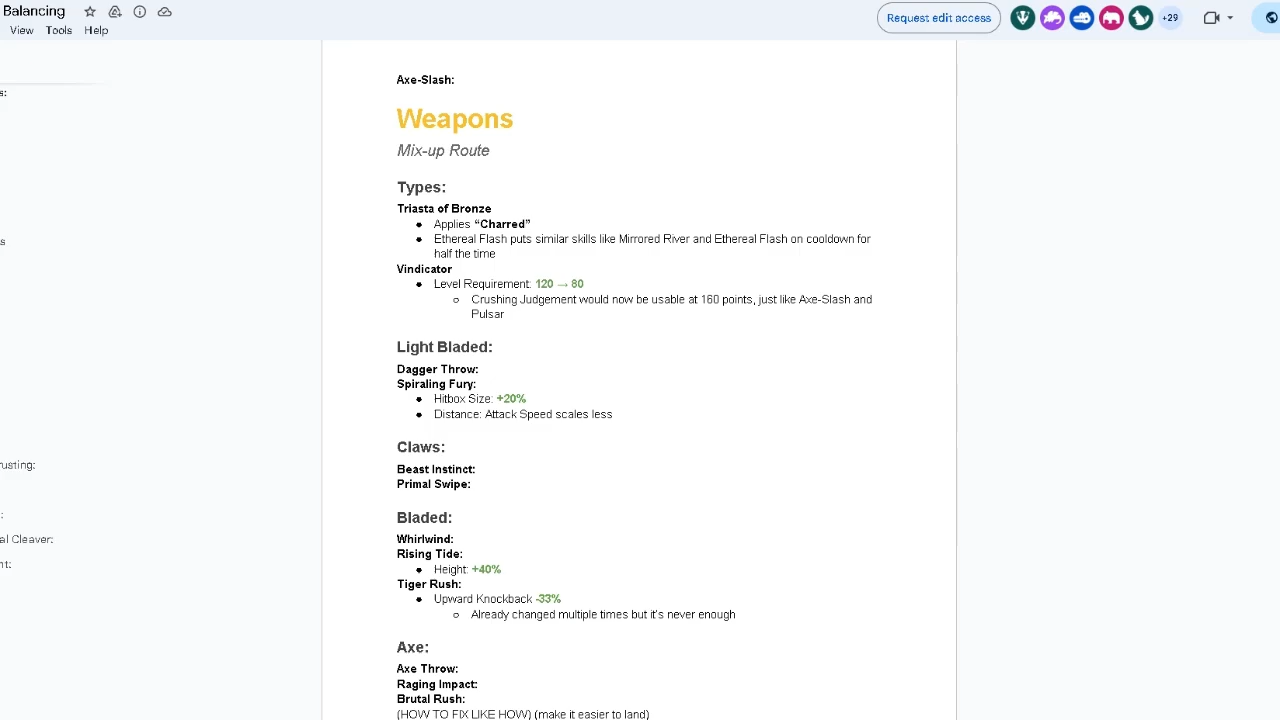 Balancing
Request edit access
+29
View Tools Help
Axe-Slash:
s:
Weapons
Mix-up Route
Types:
Triasta of Bronze
Applies “Charred”
Ethereal Flash puts similar skills like Mirrored River and Ethereal Flash on cooldown for
half the time
s
Vindicator
Level Requirement: 120 → 80
Crushing Judgement would now be usable at 160 points, just like Axe-Slash and
Pulsar
Light Bladed:
Dagger Throw:
Spiraling Fury:
Hitbox Size: +20%
Distance: Attack Speed scales less
Claws:
rusting:
Beast Instinct:
Primal Swipe:
:
Bladed:
al Cleaver:
Whirlwind:
Rising Tide:
nt:
Height: +40%
Tiger Rush:
Upward Knockback -33%
Already changed multiple times but it's never enough
Axe:
Axe Throw:
Raging Impact:
Brutal Rush:
(HOW TO FIX LIKE HOW) (make it easier to land)